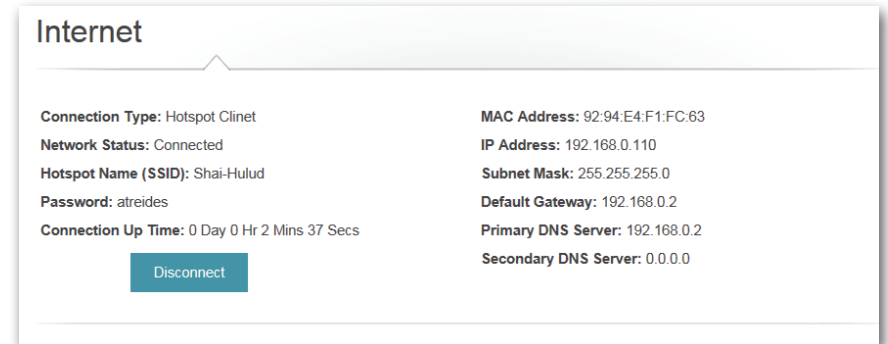 Internet
Connection Type: Hotspot Clinet
Network Status: Connected
Hotspot Name (SSID): Shai-Hulud
Password: atreides
Connection Up Time: 0 Day 0 Hr 2 Mins 37 Secs
Disconnect
MAC Address: 92:94:E4:F1:FC:63
IP Address: 192.168.0.110
Subnet Mask: 255.255.255.0
Default Gateway: 192.168.0.2
Primary DNS Server: 192.168.0.2
Secondary DNS Server: 0.0.0.0